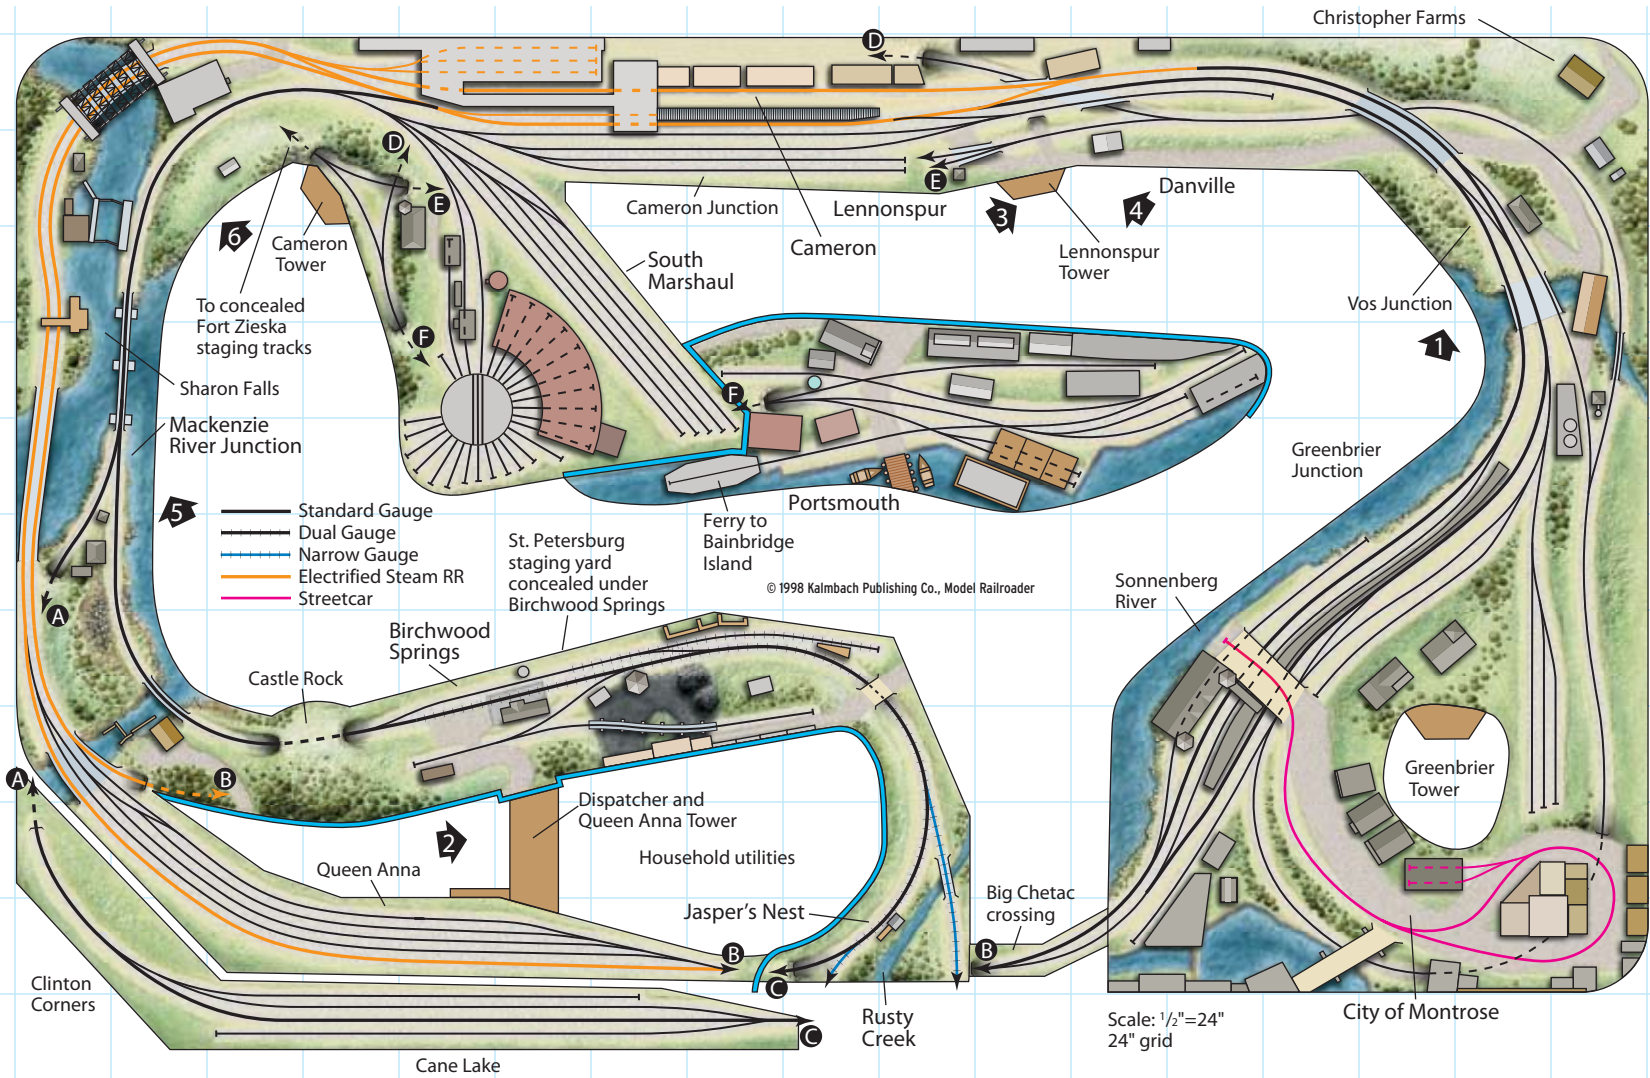 Christopher Farms
D
D
E
E
Cameron Junction
Lennonspur
3
4
Danville
6
Cameron
Tower
Cameron
Lennonspur
Tower
South
Marshaul
To concealed
Fort Zieska
staging tracks
Vos Junction
1
F
Sharon Falls
F
Mackenzie
River Junction
Greenbrier
Junction
5
Standard Gauge
Dual Gauge
Narrow Gauge
Electrified Steam RR
Streetcar
Portsmouth
Ferry to
Bainbridge
Island
St. Petersburg
staging yard
concealed under
Birchwood Springs
© 1998 Kalmbach Publishing Co., Model Railroader
Sonnenberg
River
A
Birchwood
Springs
Castle Rock
A
B
Greenbrier
Tower
Dispatcher and
Queen Anna Tower
2
Household utilities
Queen Anna
Jasper's Nest
Big Chetac
crossing
B
B
C
Clinton
Corners
Rusty
Creek
C
Cane Lake
City of Montrose
Scale: 1/2"=24"
24" grid